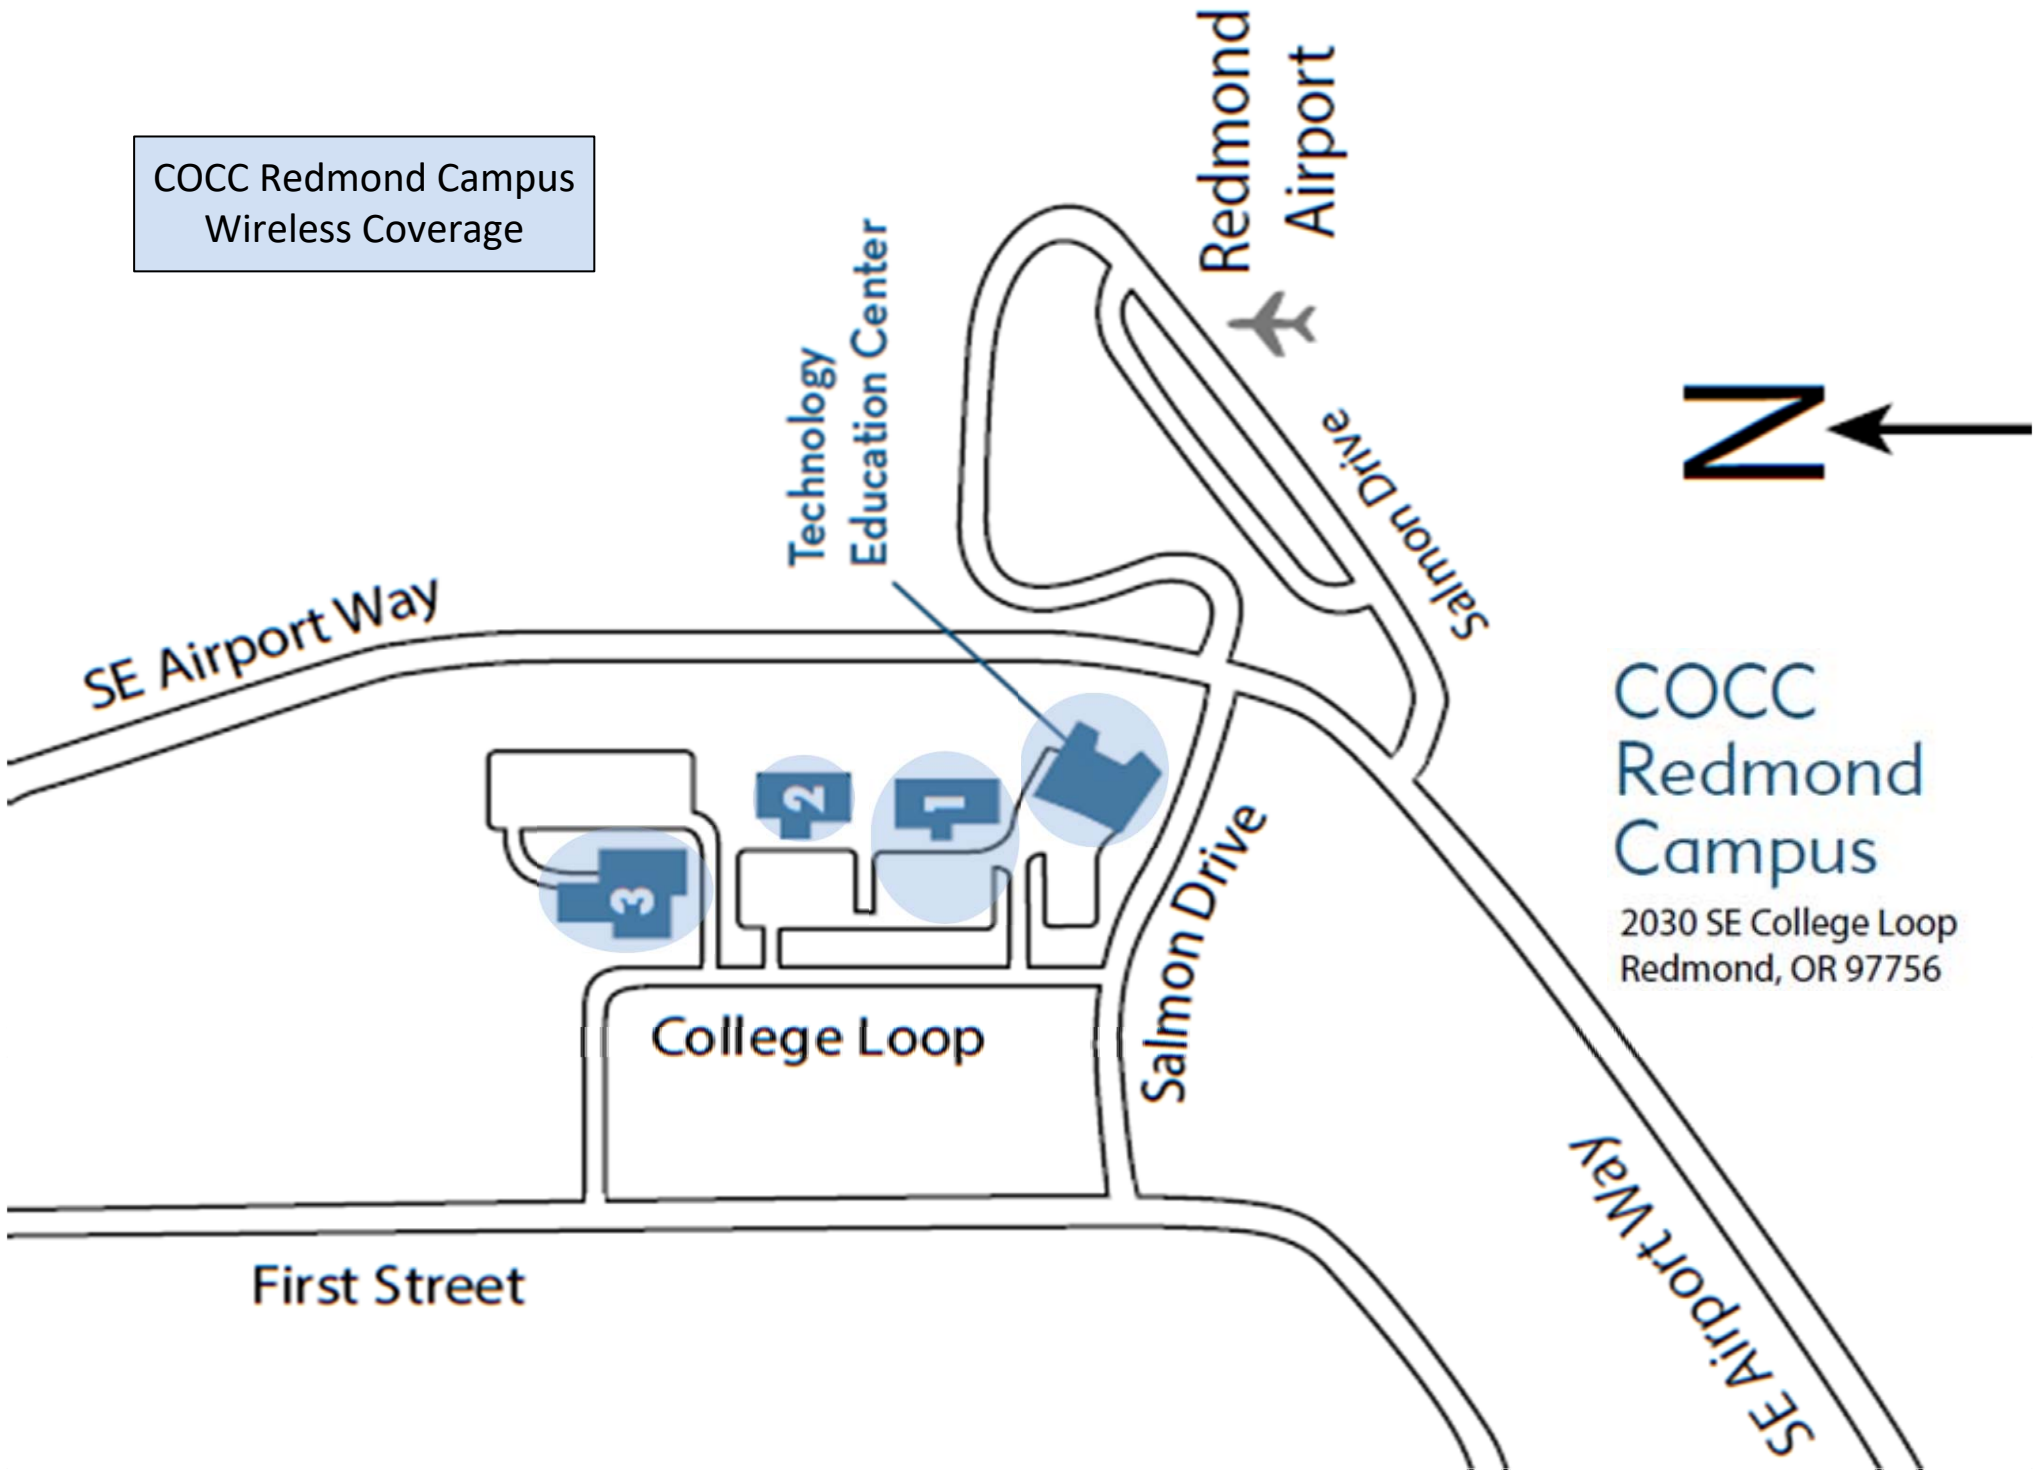 COCC Redmond Campus
Wireless Coverage
Redmond
Airport
Technology
Education Center
Salmon Drive
N
SE Airport Way
COCC
Redmond
Campus
2030 SE College Loop
Redmond, OR 97756
2
1
3
Salmon Drive
College Loop
First Street
SE Airport Way